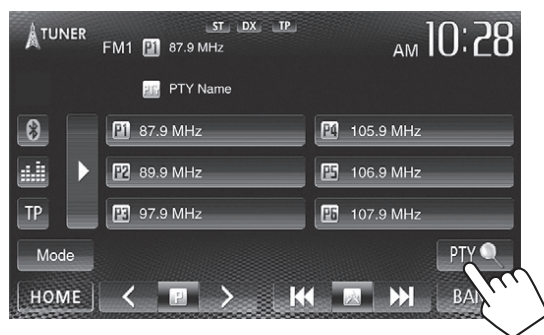 TUNER
ST DX TP
FM1 P1 87.9 MHz
AM 10:28
PTY Name
P1 87.9 MHz
P4 105.9 MHz
P2 89.9 MHz
P5 106.9 MHz
TP
P3 97.9 MHz
P6 107.9 MHz
Mode
PTY
HOME
P